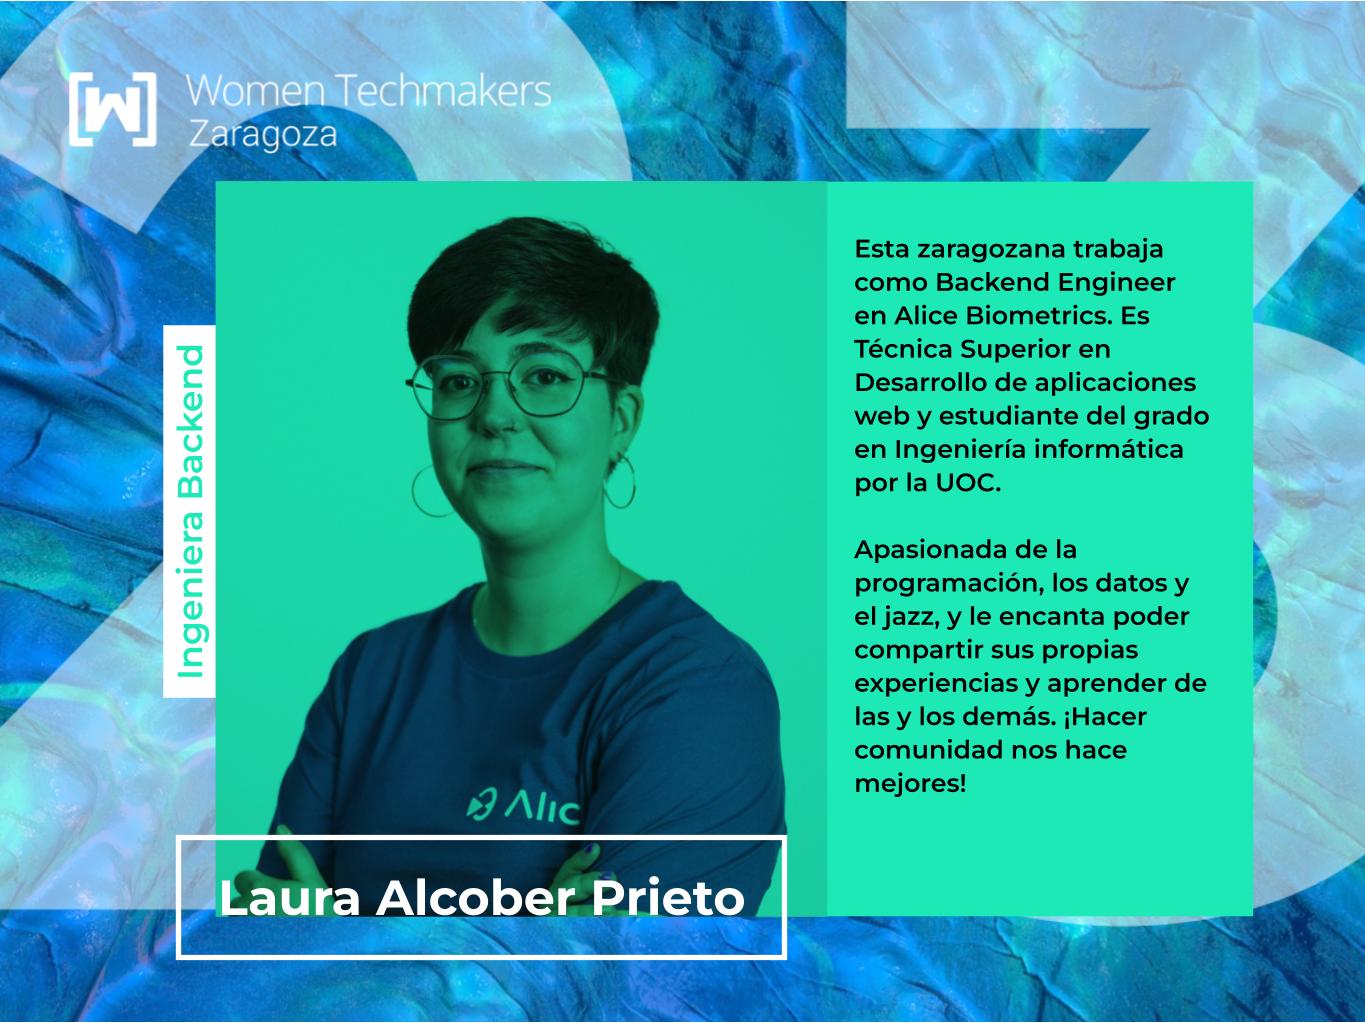 Women Techmakers
Zaragoza
Esta zaragozana trabaja
como Backend Engineer
en Alice Biometrics. Es
Técnica Superior en
Desarrollo de aplicaciones
web y estudiante del grado
en Ingeniería informática
por la UOC.
Apasionada de la
programación, los datos y
el jazz, y le encanta poder
compartir sus propias
experiencias y aprender de
las y los demás. ¡Hacer
comunidad nos hace
mejores!
Ingeniera Backend
Alic
Laura Alcober Prieto